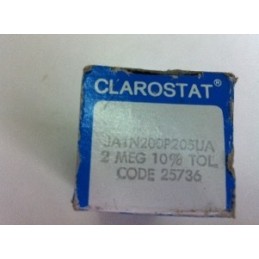 CLAROSTAT®
JA1N200P205UA
2 MEG 10% TOL.
CODE 25736